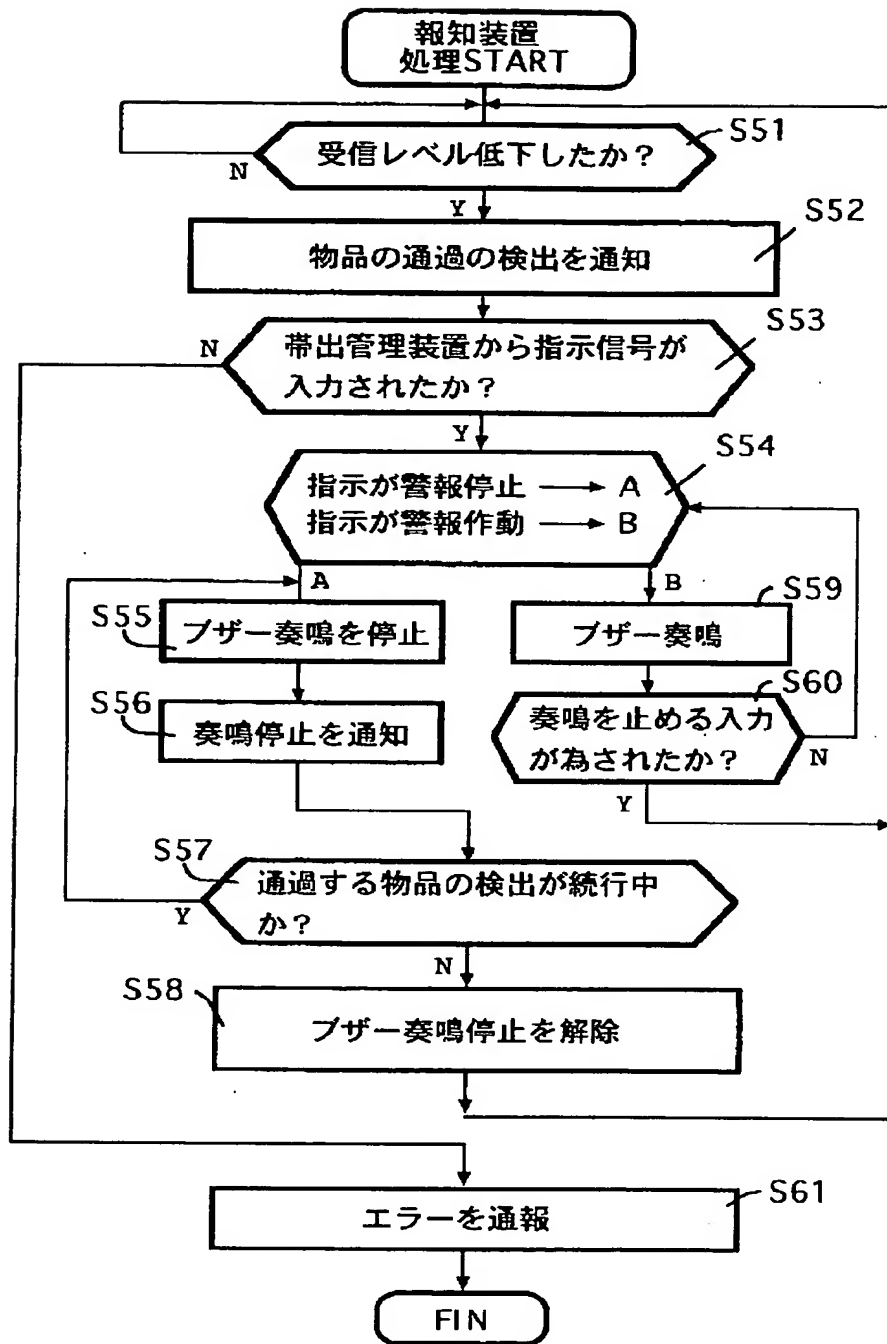 報知装置
処理START
S51
受信レベル低下したか？
N
Y
S52
物品の通過の検出を通知
S53
N
帯出管理装置から指示信号が
入力されたか？
Y
S54
指示が警報停止 → A
指示が警報作動 → B
A
B
S55
ブザー奏鳴を停止
S59
ブザー奏鳴
S56
奏鳴停止を通知
S60
奏鳴を止める入力
が為されたか？
N
Y
S57
通過する物品の検出が続行中
か？
Y
N
S58
ブザー奏鳴停止を解除
S61
エラーを通報
FIN